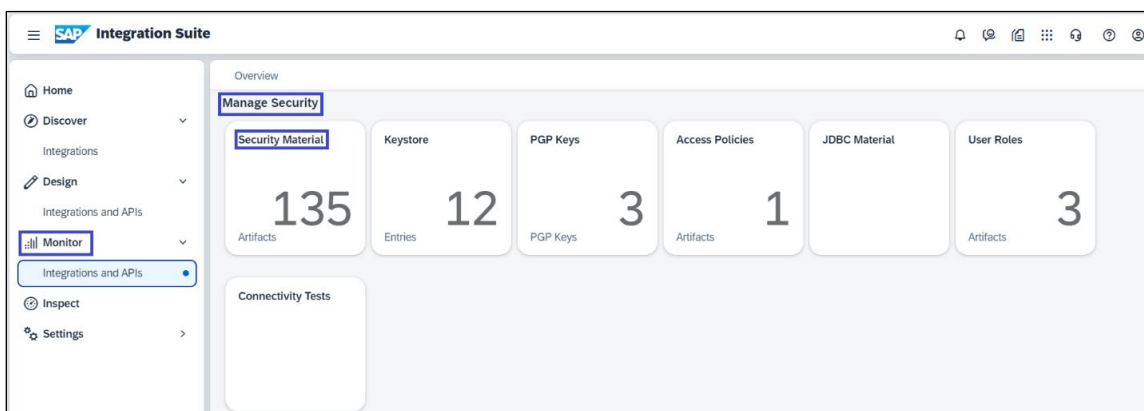 SAP Integration Suite
Home
Discover
Integrations
Design
Integrations and APIs
Monitor
Integrations and APIs
Inspect
Settings
Overview
Manage Security
Security Material
135
Artifacts
Keystore
12
Entries
PGP Keys
3
PGP Keys
Access Policies
1
Artifacts
JDBC Material
User Roles
3
Artifacts
Connectivity Tests